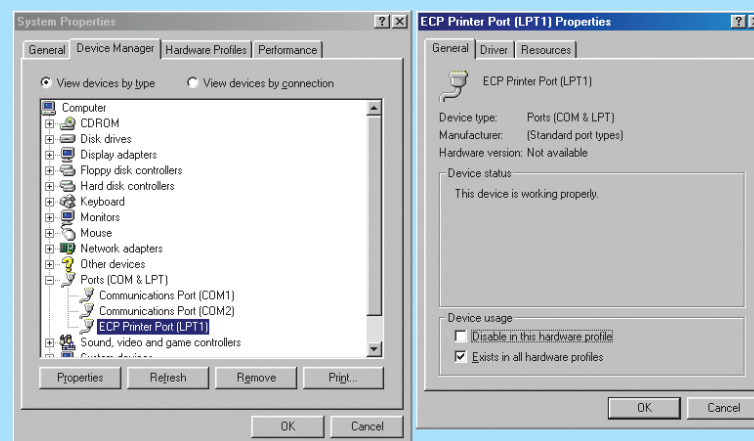 System Properties
General Device Manager Hardware Profiles Performance
View devices by type View devices by connection
Computer
CDROM
Disk drives
Display adapters
Floppy disk controllers
Hard disk controllers
Keyboard
Monitors
Mouse
Network adapters
Other devices
Ports (COM & LPT)
Communications Port (COM1)
Communications Port (COM2)
ECP Printer Port (LPT1)
Sound, video and game controllers
System devices
Properties Refresh Remove Print...
OK Cancel
ECP Printer Port (LPT1) Properties
General Driver Resources
ECP Printer Port (LPT1)
Device type: Ports (COM & LPT)
Manufacturer: (Standard port types)
Hardware version: Not available
Device status
This device is working properly.
Device usage
Disable in this hardware profile
Exists in all hardware profiles
OK Cancel